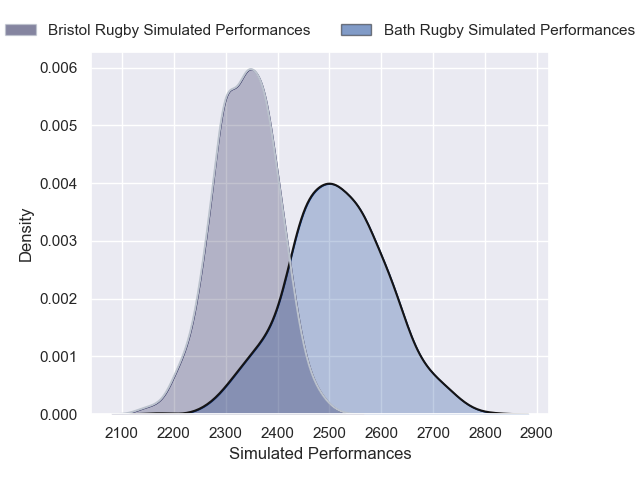 Bristol Rugby Simulated Performances
Bath Rugby Simulated Performances
0.006
0.005
0.004
0.003
0.002
0.001
0.000
Density
2100 2200 2300 2400 2500 2600 2700 2800 2900
Simulated Performances